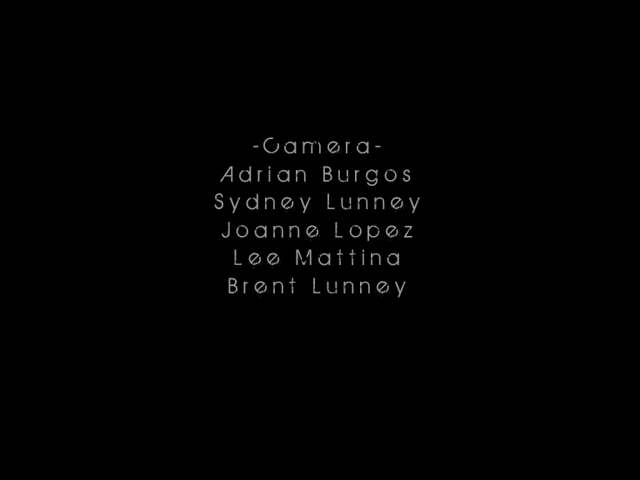 -Camera-
Adrian Burgos
Sydney Lunney
Joanne Lopez
Lee Mattina
Brent Lunney